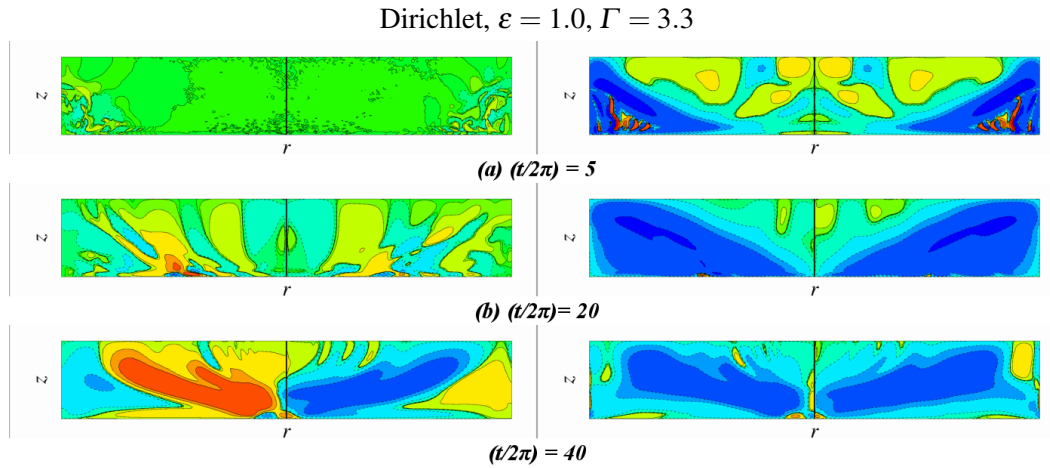 Dirichlet, ε = 1.0, Γ = 3.3
z z
r r
(a) (t/2π) = 5
z z
r r
(b) (t/2π)= 20
z z
r r
(t/2π) = 40